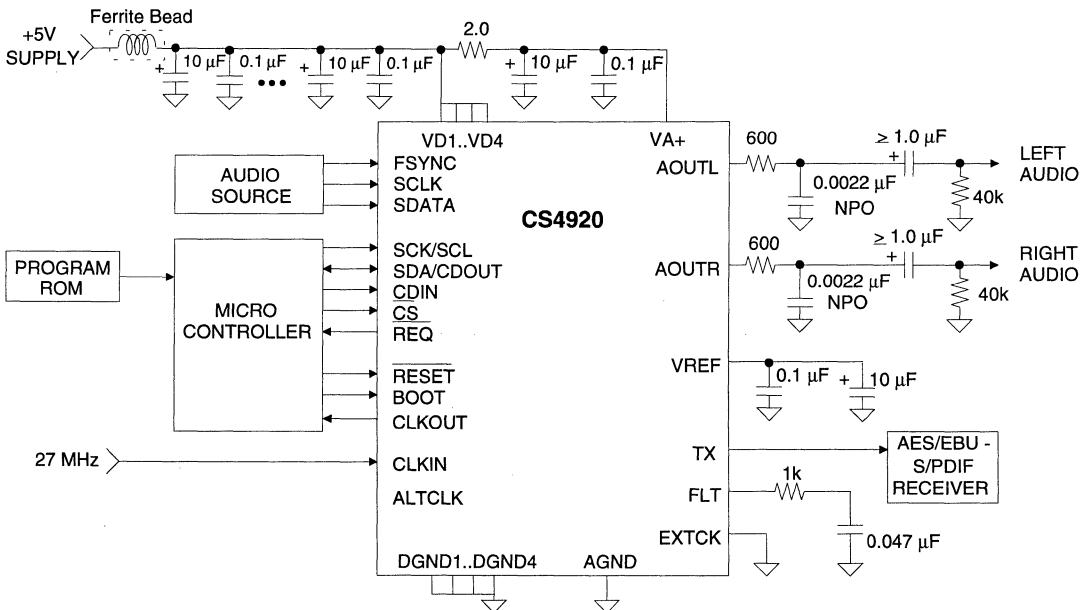 Ferrite Bead
+5V
SUPPLY
+
10 µF
0.1 µF
+
10 µF
0.1 µF
2.0
+
10 µF
0.1 µF
VD1..VD4
VA+
AUDIO
SOURCE
FSYNC
SCLK
SDATA
CS4920
PROGRAM
ROM
MICRO
CONTROLLER
SCK/SCL
SDA/CDOUT
CDIN
CS
REQ
RESET
BOOT
CLKOUT
27 MHz
CLKIN
ALTCLK
DGND1..DGND4
AGND
AOUTL
600
0.0022 µF
NPO
≥ 1.0 µF
+
40k
LEFT
AUDIO
AOUTR
600
0.0022 µF
NPO
≥ 1.0 µF
+
40k
RIGHT
AUDIO
VREF
0.1 µF
+
10 µF
TX
AES/EBU -
S/PDIF
RECEIVER
FLT
1k
0.047 µF
EXTCK